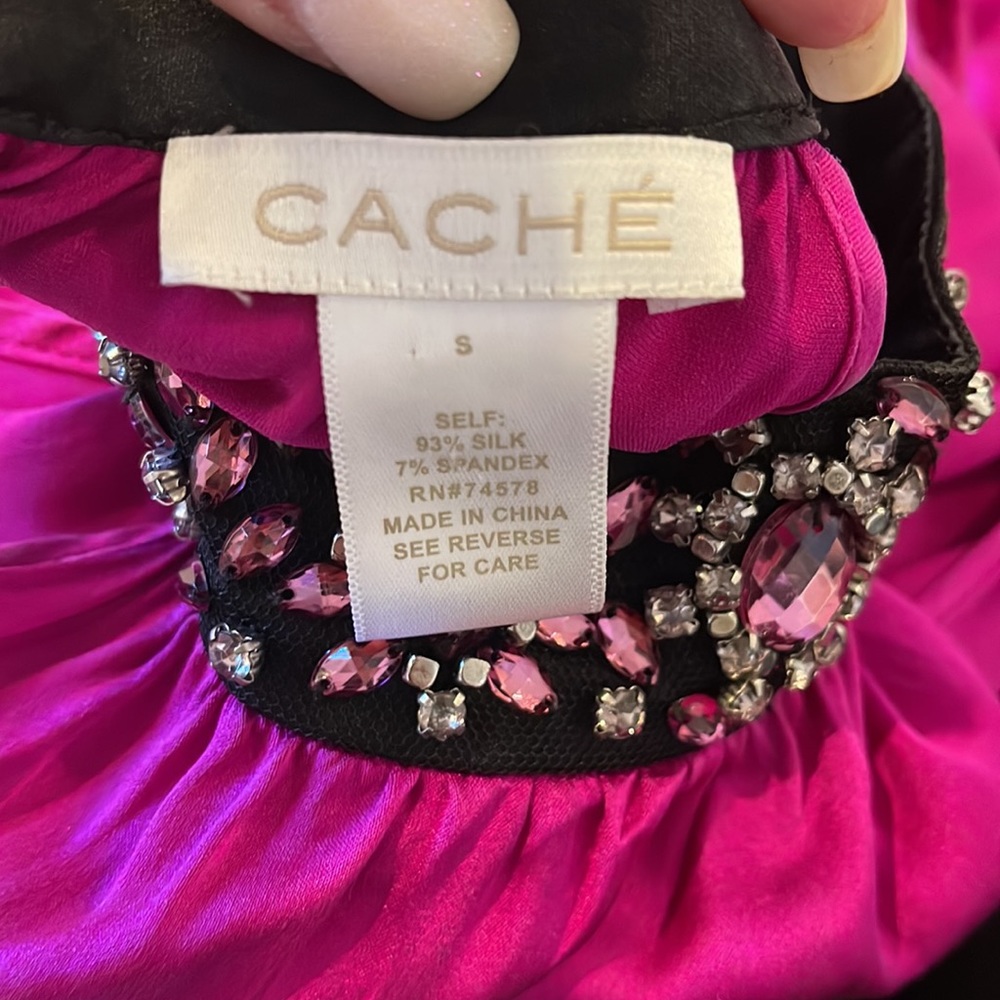 CACHÉ
S
SELF:
93% SILK
7% SPANDEX
RN#74578
MADE IN CHINA
SEE REVERSE
FOR CARE